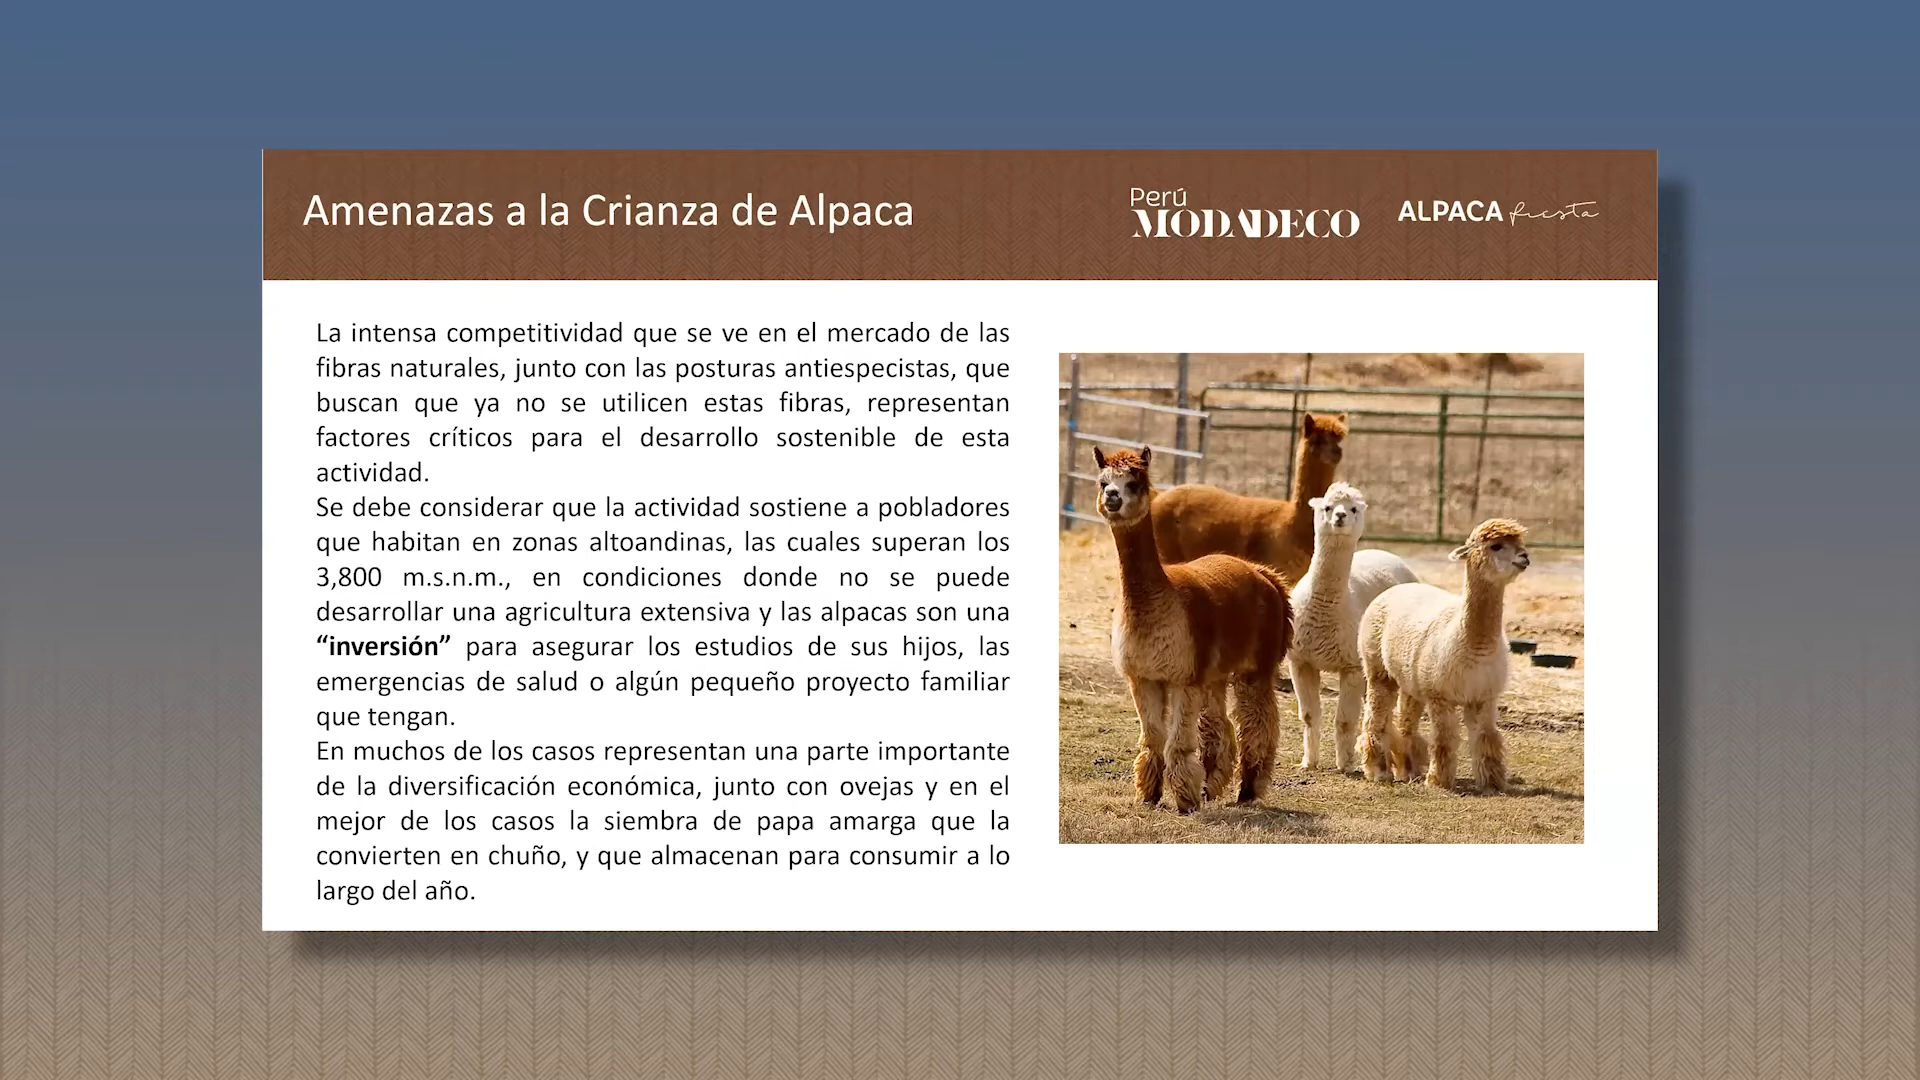 Amenazas a la Crianza de Alpaca
Perú
MODADECO
ALPACA fiesta
La intensa competitividad que se ve en el mercado de las
fibras naturales, junto con las posturas antiespecistas, que
buscan que ya no se utilicen estas fibras, representan
factores críticos para el desarrollo sostenible de esta
actividad.
Se debe considerar que la actividad sostiene a pobladores
que habitan en zonas altoandinas, las cuales superan los
3,800 m.s.n.m., en condiciones donde no se puede
desarrollar una agricultura extensiva y las alpacas son una
“inversión” para asegurar los estudios de sus hijos, las
emergencias de salud o algún pequeño proyecto familiar
que tengan.
En muchos de los casos representan una parte importante
de la diversificación económica, junto con ovejas y en el
mejor de los casos la siembra de papa amarga que la
convierten en chuño, y que almacenan para consumir a lo
largo del año.